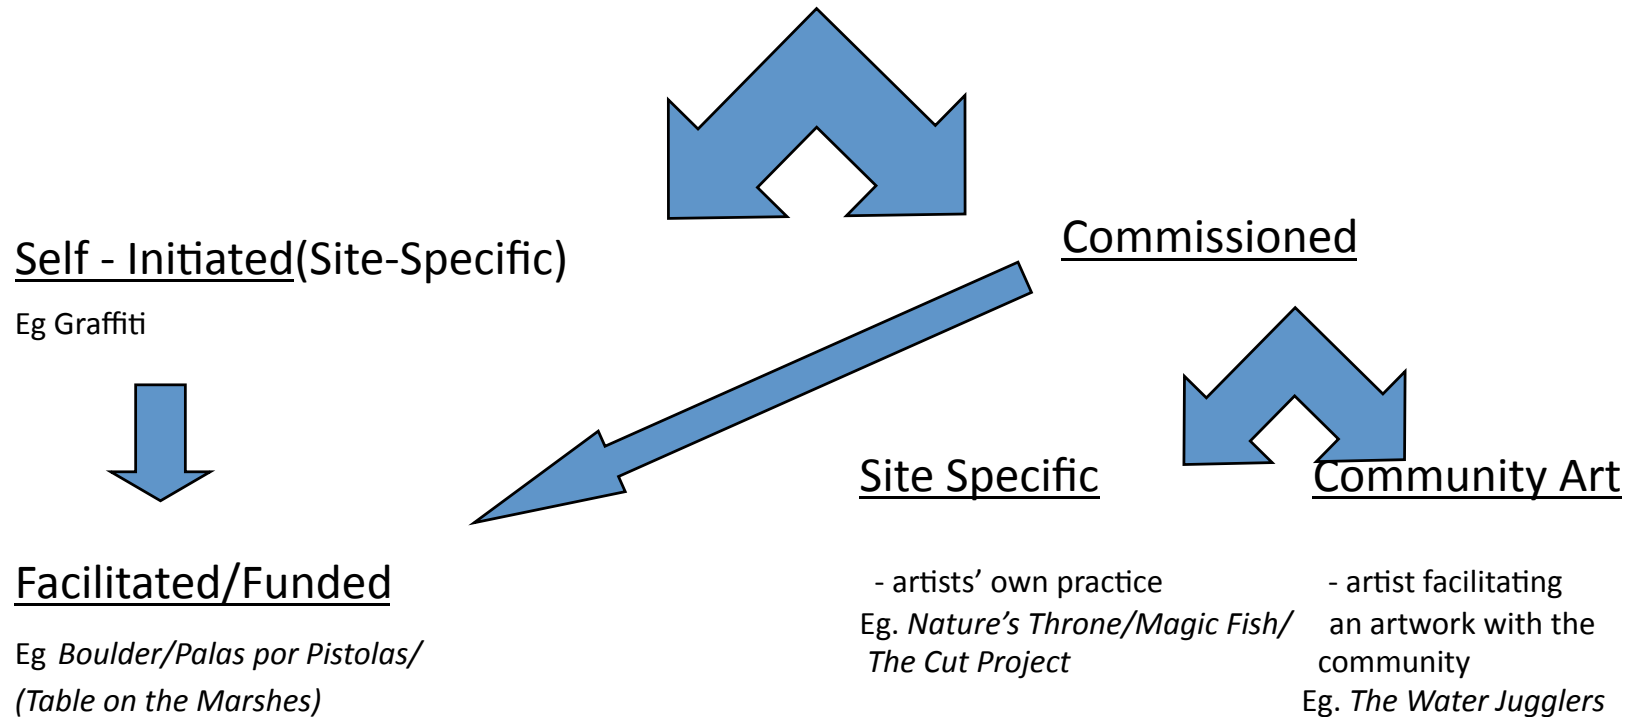 Self - Initiated(Site-Specific)
Eg Graffiti
Commissioned
Facilitated/Funded
Eg Boulder/Palas por Pistolas/
(Table on the Marshes)
Site Specific
- artists’ own practice
Eg. Nature’s Throne/Magic Fish/
The Cut Project
Community Art
- artist facilitating
an artwork with the
community
Eg. The Water Jugglers